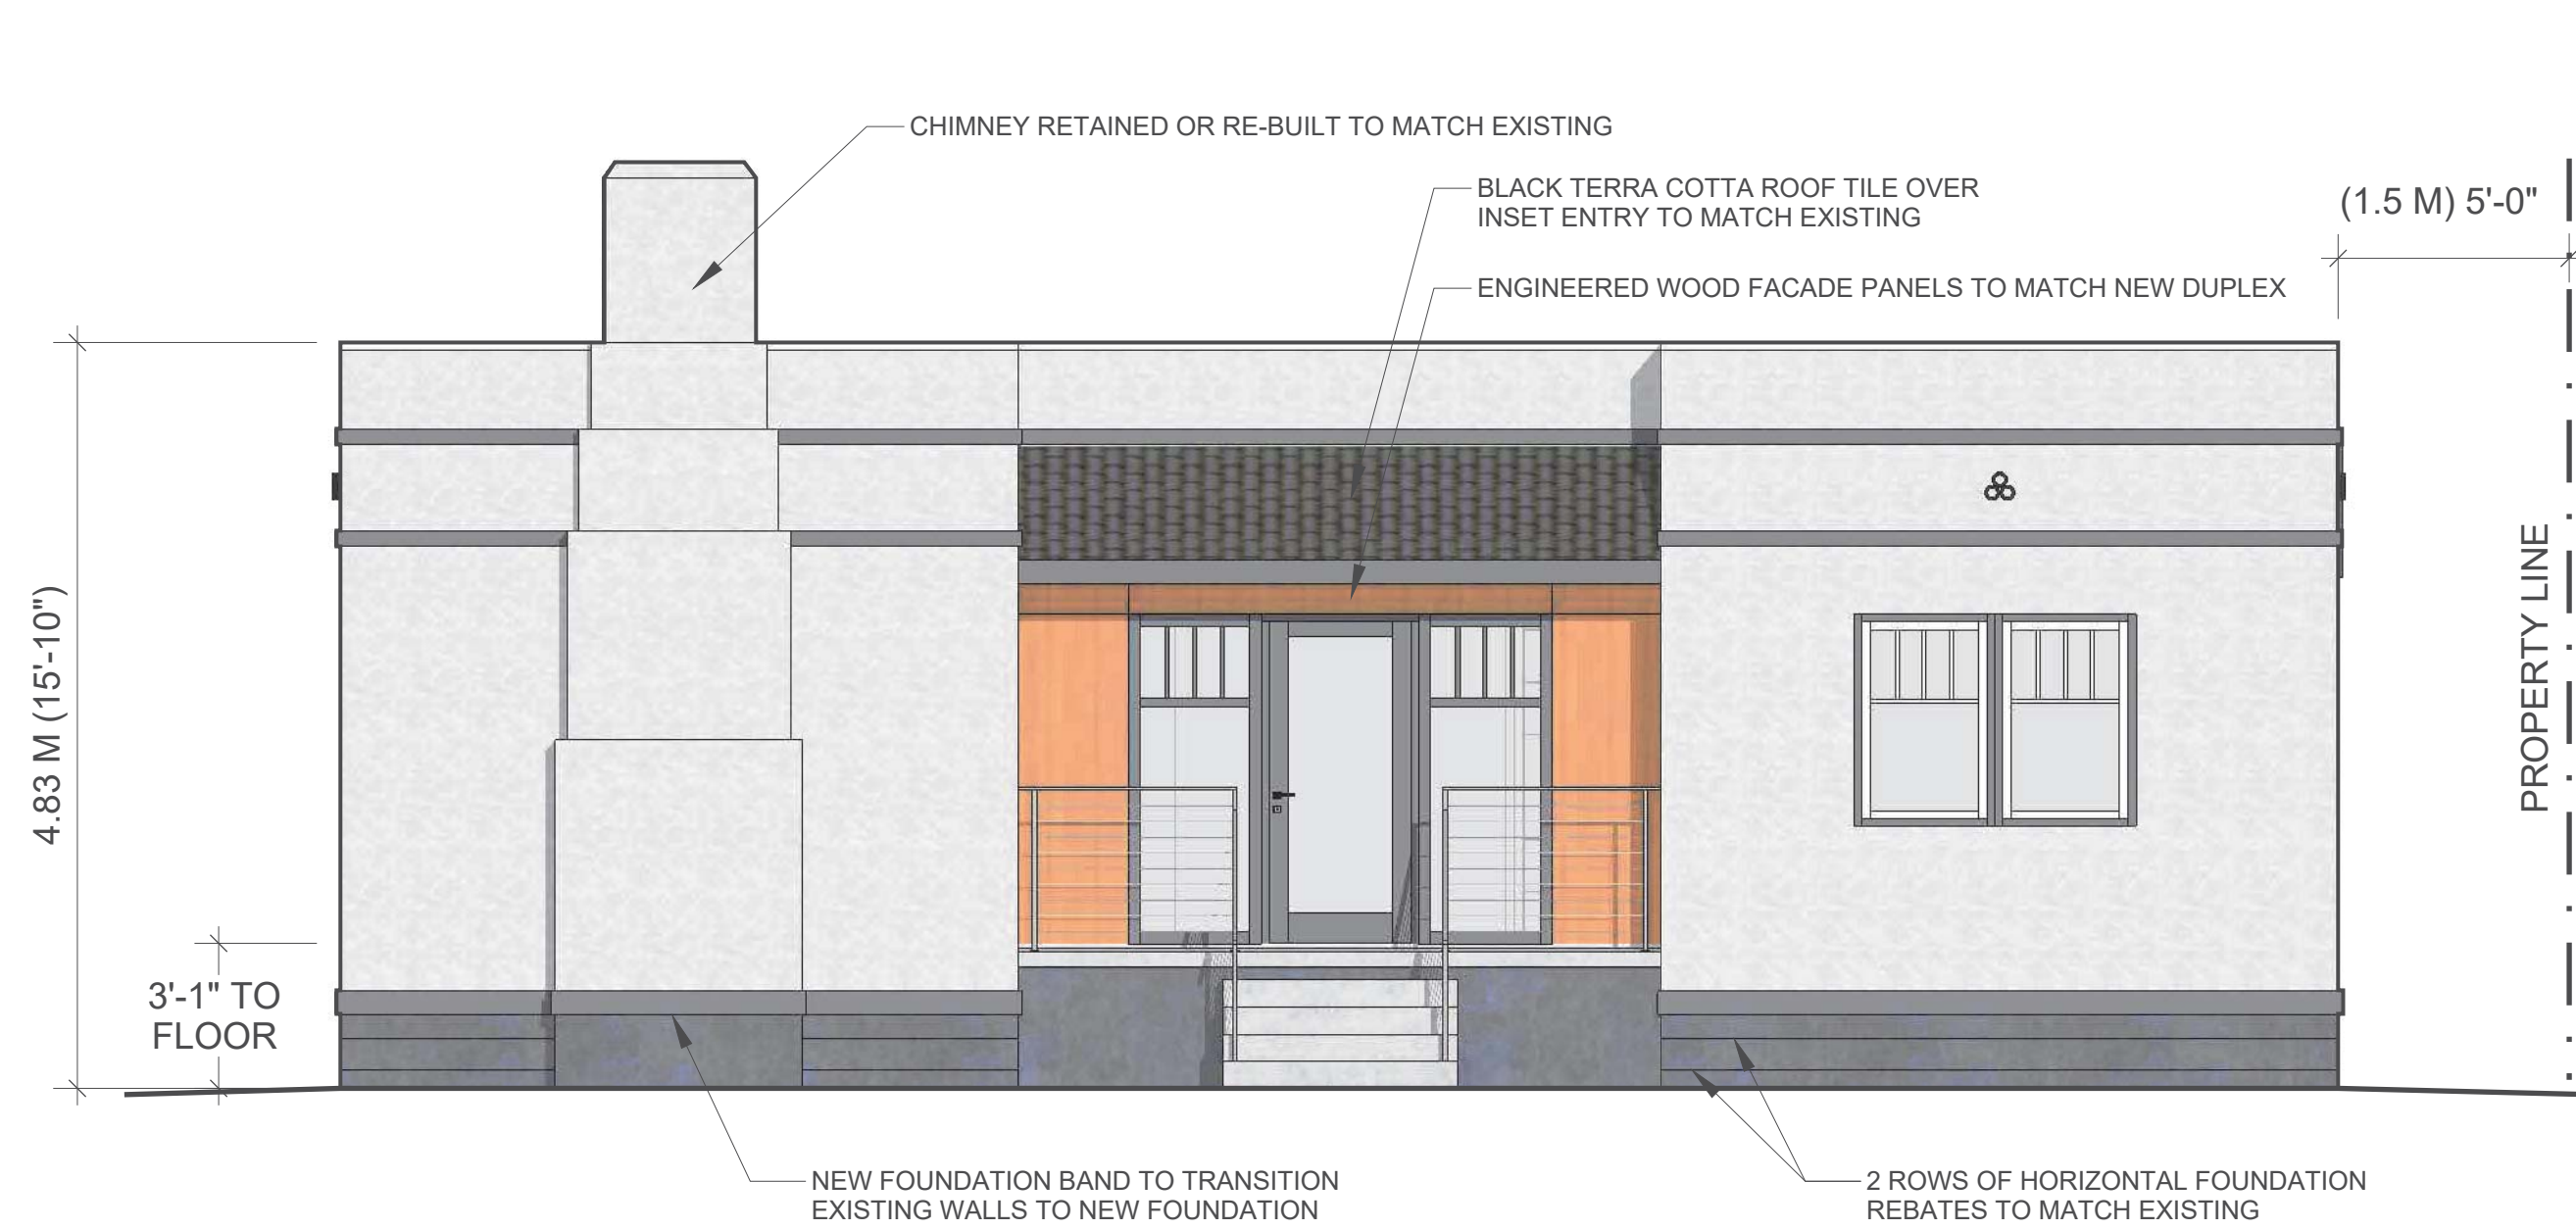 CHIMNEY RETAINED OR RE-BUILT TO MATCH EXISTING
BLACK TERRA COTTA ROOF TILE OVER
INSET ENTRY TO MATCH EXISTING
(1.5 M) 5'-0"
ENGINEERED WOOD FACADE PANELS TO MATCH NEW DUPLEX
4.83 M (15'-10")
PROPERTY LINE
3'-1" TO
FLOOR
NEW FOUNDATION BAND TO TRANSITION
EXISTING WALLS TO NEW FOUNDATION
2 ROWS OF HORIZONTAL FOUNDATION
REBATES TO MATCH EXISTING